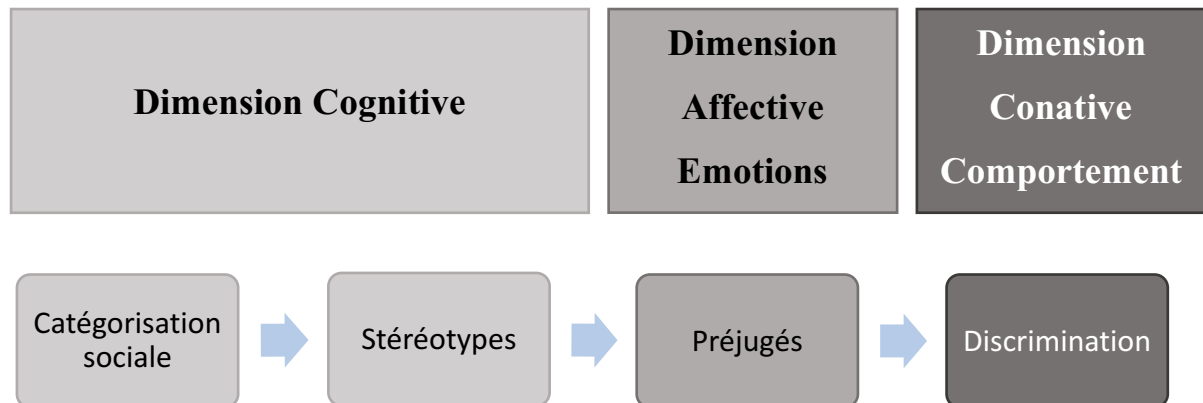 Dimension Cognitive
Dimension
Affective
Emotions
Dimension
Conative
Comportement
Catégorisation
sociale
Stéréotypes
Préjugés
Discrimination